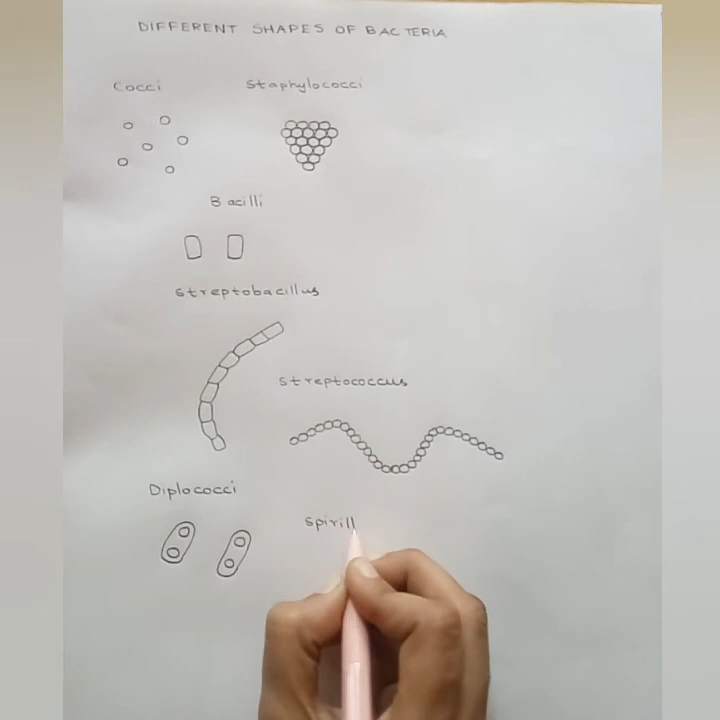 DIFFERENT SHAPES OF BACTERIA
Cocci
Staphylococci
Bacilli
Streptobacillus
Streptococcus
Diplococci
Spirill